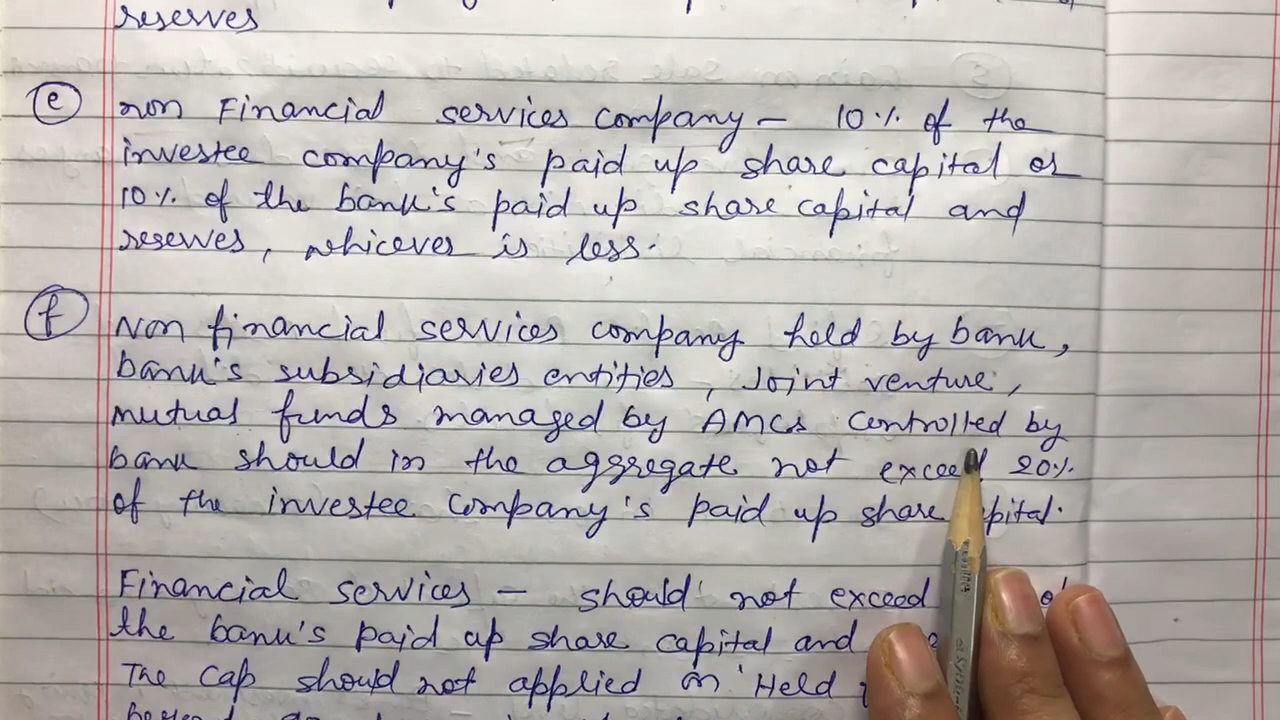 reserves
e non Financial services company - 10% of the
investee company's paid up share capital or
10% of the bank's paid up share capital and
reserves, whicever is less.
f Non financial services company held by bank,
bank's subsidiaries entities, Joint venture,
mutual funds managed by AMCs controlled by
bank should in the aggregate not exceed 20%
of the investee company's paid up share
Financial services - should not exceed
the bank's paid up share capital and
The cap should not applied on 'Held